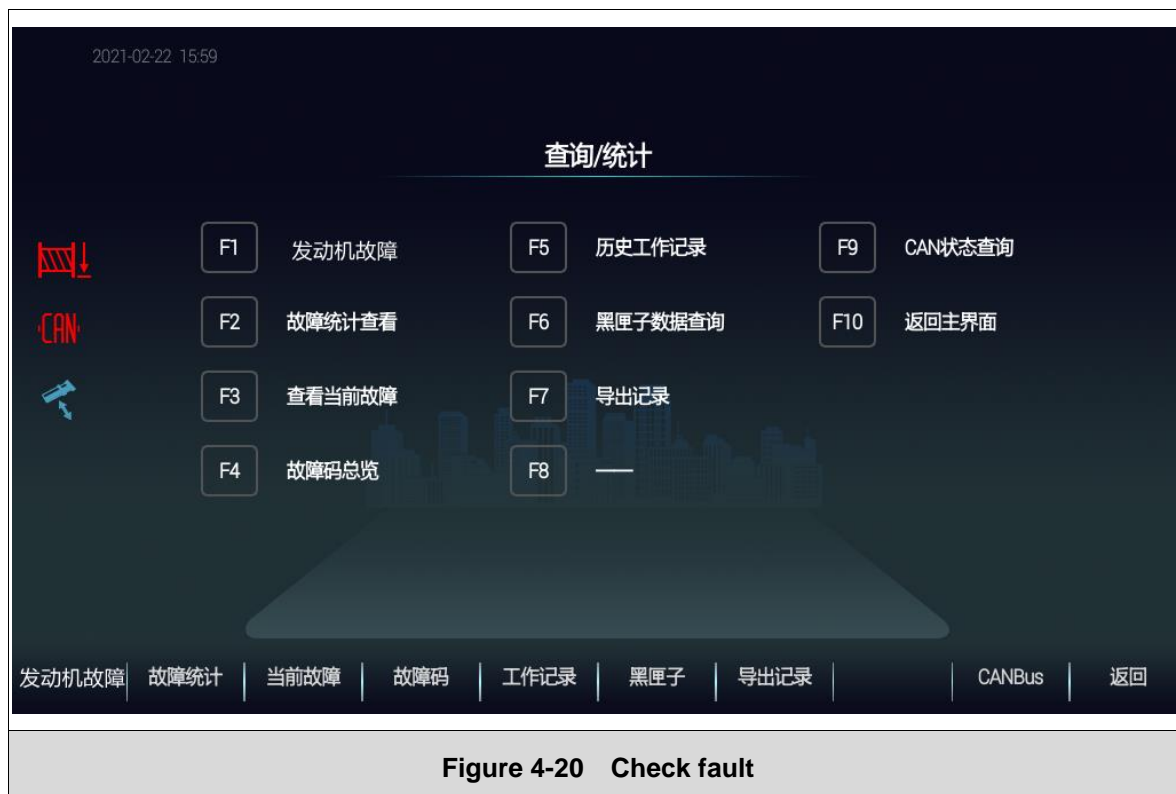 2021-02-22 15:59
查询/统计
F1 发动机故障
F5 历史工作记录
F9 CAN状态查询
CAN
F2 故障统计查看
F6 黑匣子数据查询
F10 返回主界面
F3 查看当前故障
F7 导出记录
F4 故障码总览
F8 ——
发动机故障 故障统计 当前故障 故障码 工作记录 黑匣子 导出记录 CANBus 返回
Figure 4-20 Check fault